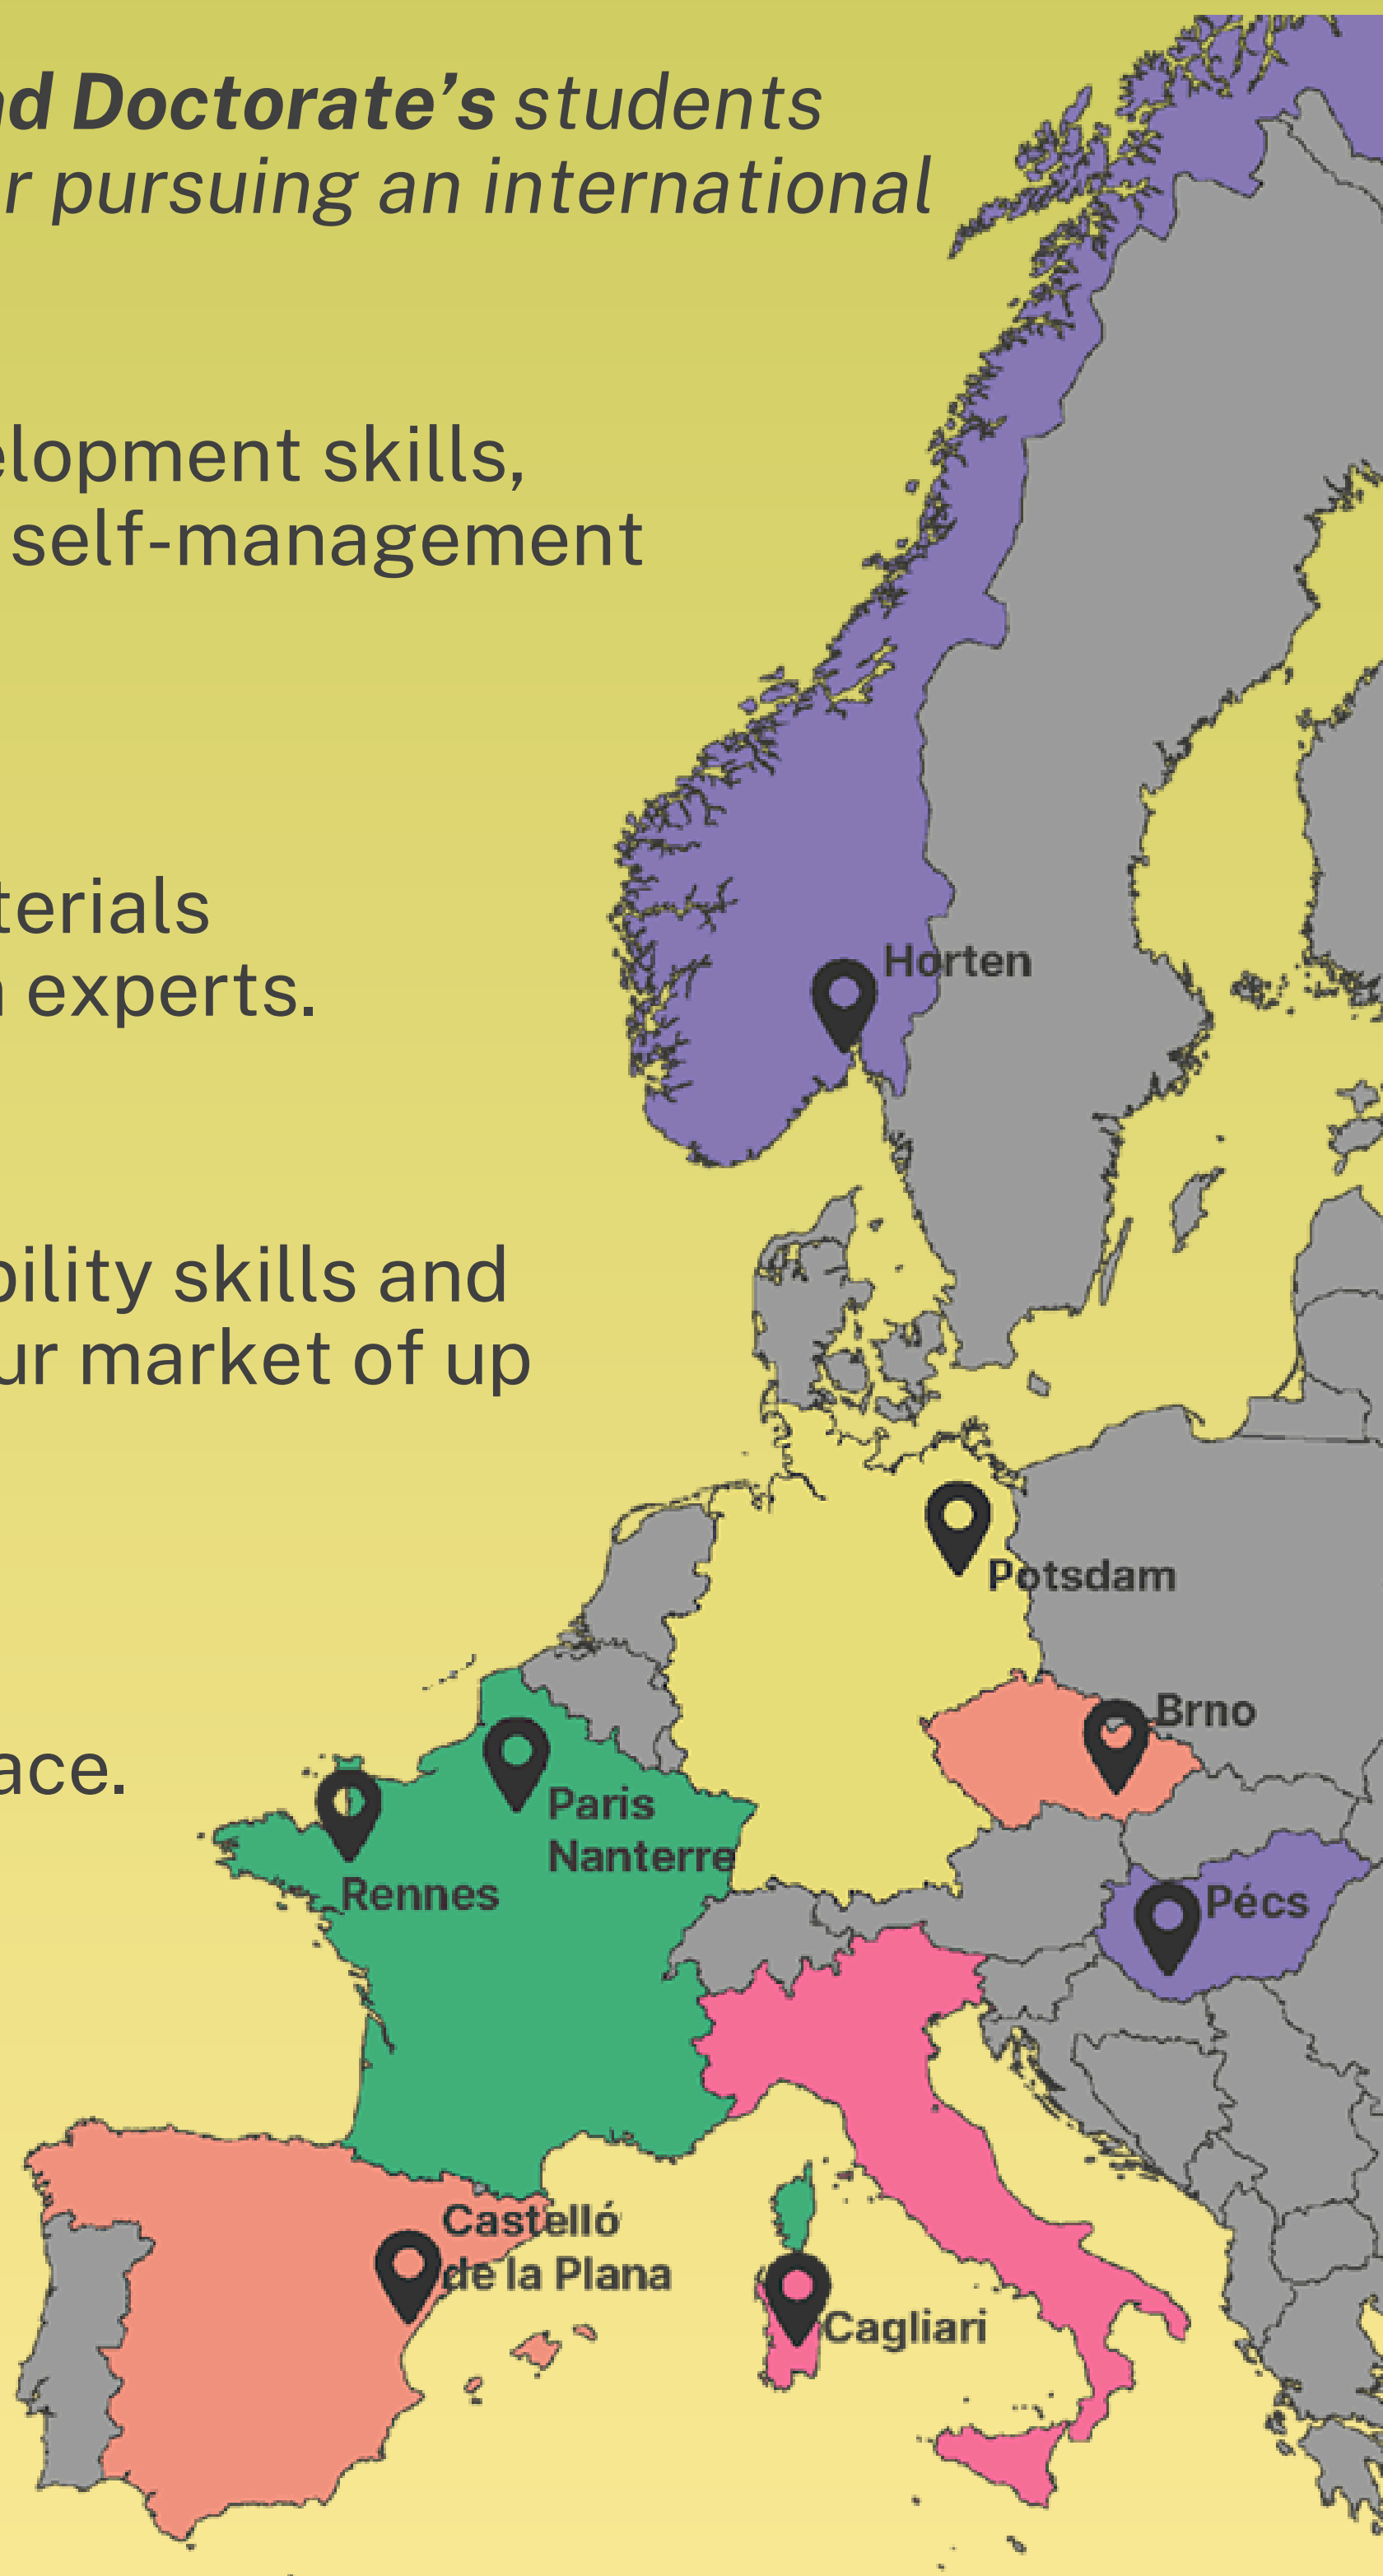 nd Doctorate’s students
r pursuing an international
elopment skills,
self-management
terials
n experts.
bility skills and
ur market of up
ace.
Horten
Potsdam
Brno
Paris
Nanterre
Rennes
Pécs
Castelló
de la Plana
Cagliari